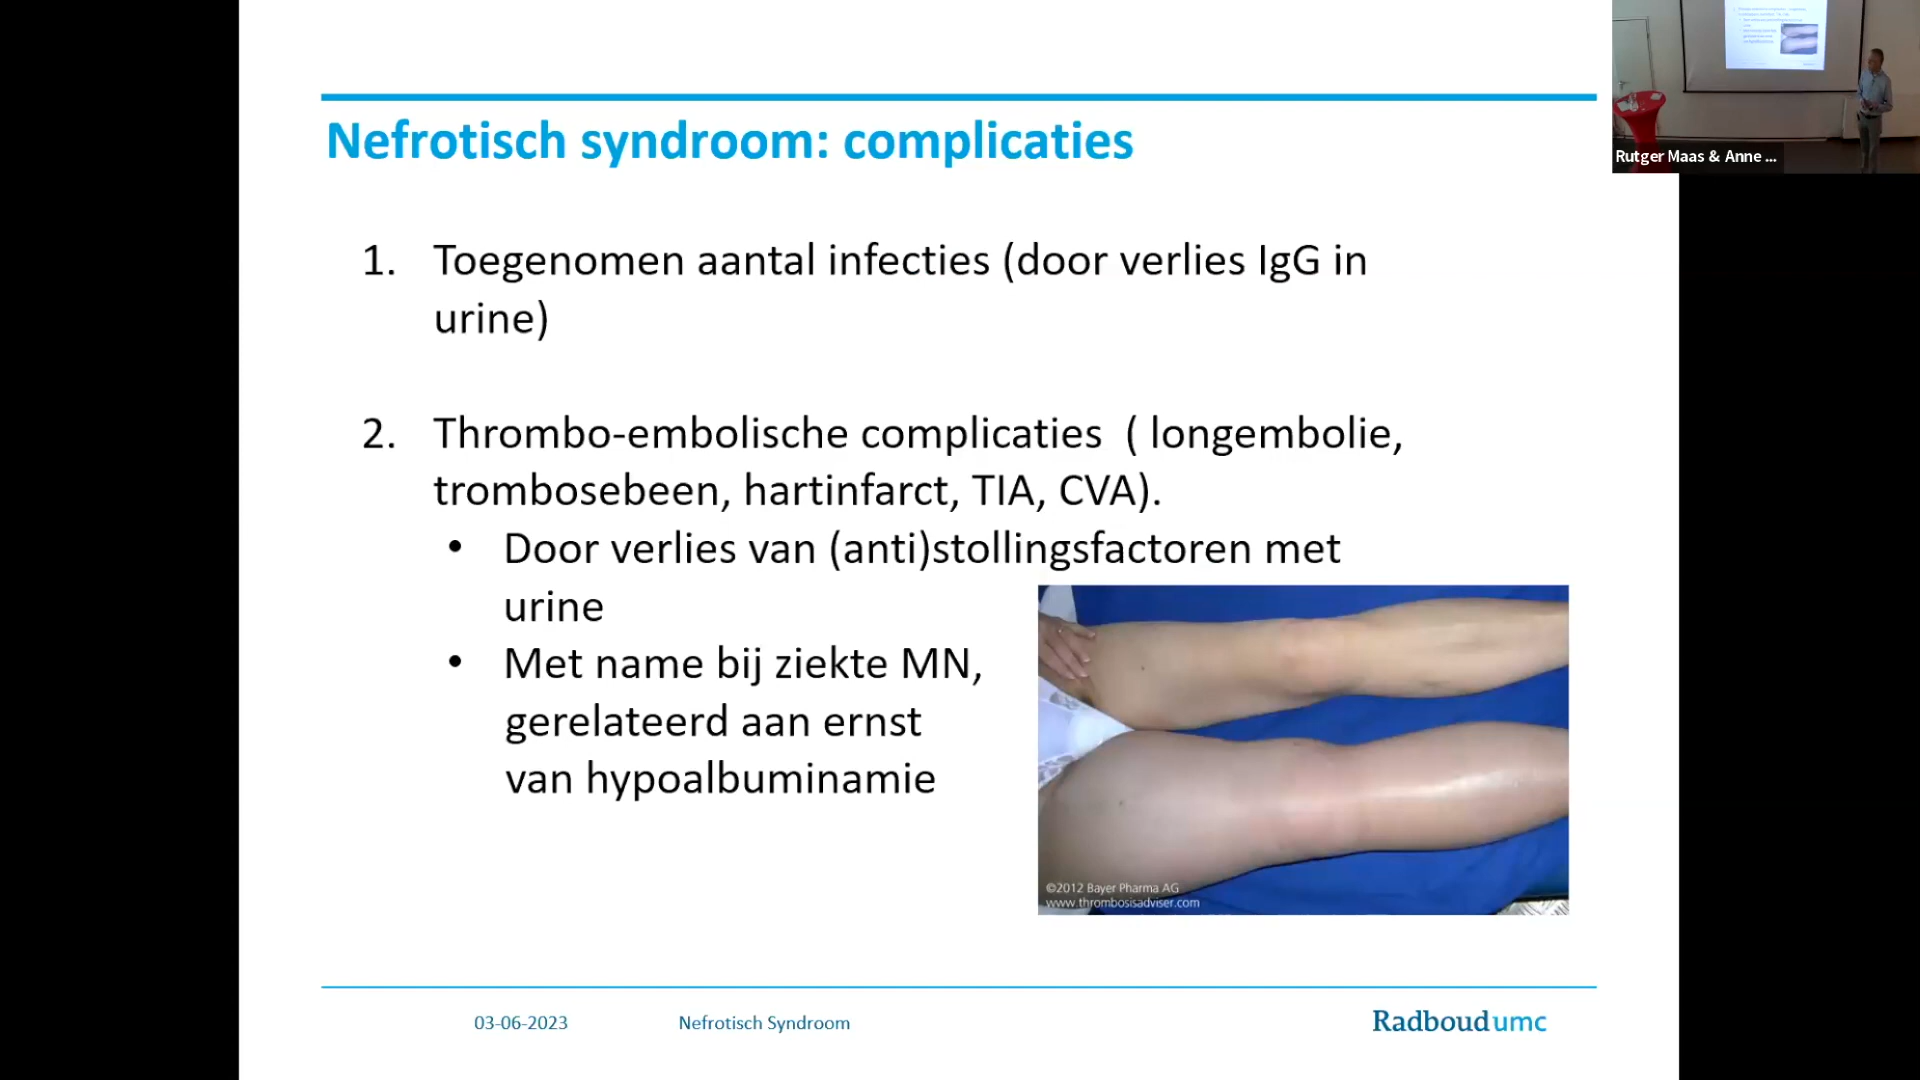 Nefrotisch syndroom: complicaties
Rutger Maas & Anne ...
1. Toegenomen aantal infecties (door verlies IgG in
urine)
2. Thrombo-embolische complicaties ( longembolie,
trombosebeen, hartinfarct, TIA, CVA).
• Door verlies van (anti)stollingsfactoren met
urine
• Met name bij ziekte MN,
gerelateerd aan ernst
van hypoalbuminamie
©2012 Bayer Pharma AG
www.thrombosisadviser.com
03-06-2023
Nefrotisch Syndroom
Radboudumc